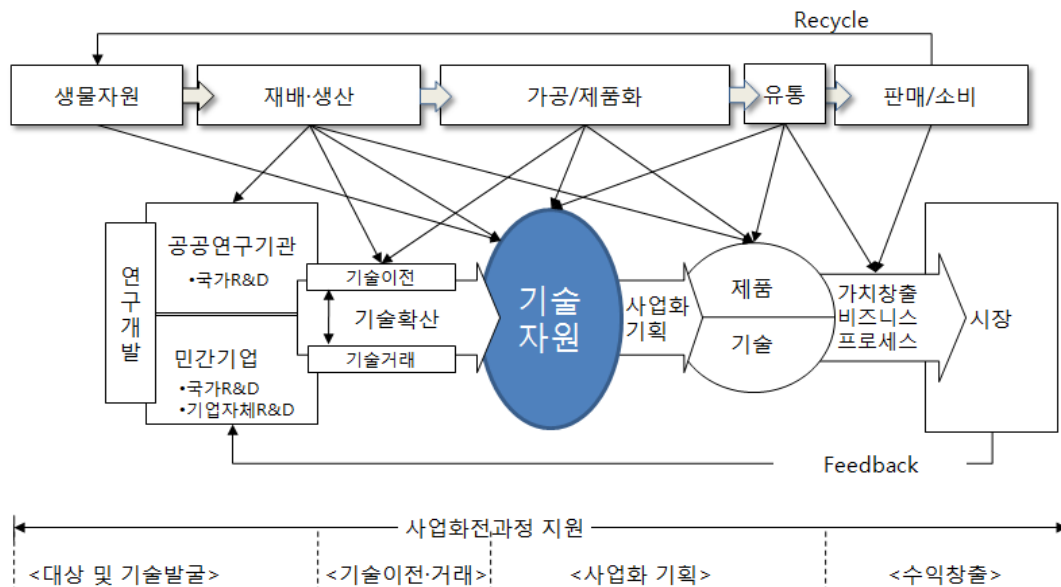 Recycle
생물자원
재배·생산
가공/제품화
유통
판매/소비
연구개발
공공연구기관
•국가R&D
민간기업
•국가R&D
•기업자체R&D
기술이전
기술확산
기술거래
기술
자원
사업화
기획
제품
기술
가치창출
비즈니스
프로세스
시장
Feedback
사업화전과정 지원
<대상 및 기술발굴>
<기술이전·거래>
<사업화 기획>
<수익창출>